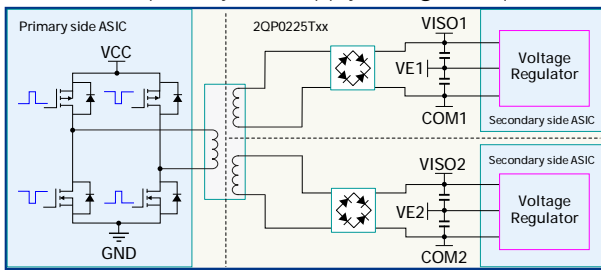 Primary side ASIC
2QP0225Txx
VCC
GND
VISO1
VE1
COM1
Voltage
Regulator
Secondary side ASIC
VISO2
VE2
COM2
Secondary side ASIC
Voltage
Regulator